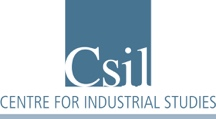 Csil
CENTRE FOR INDUSTRIAL STUDIES